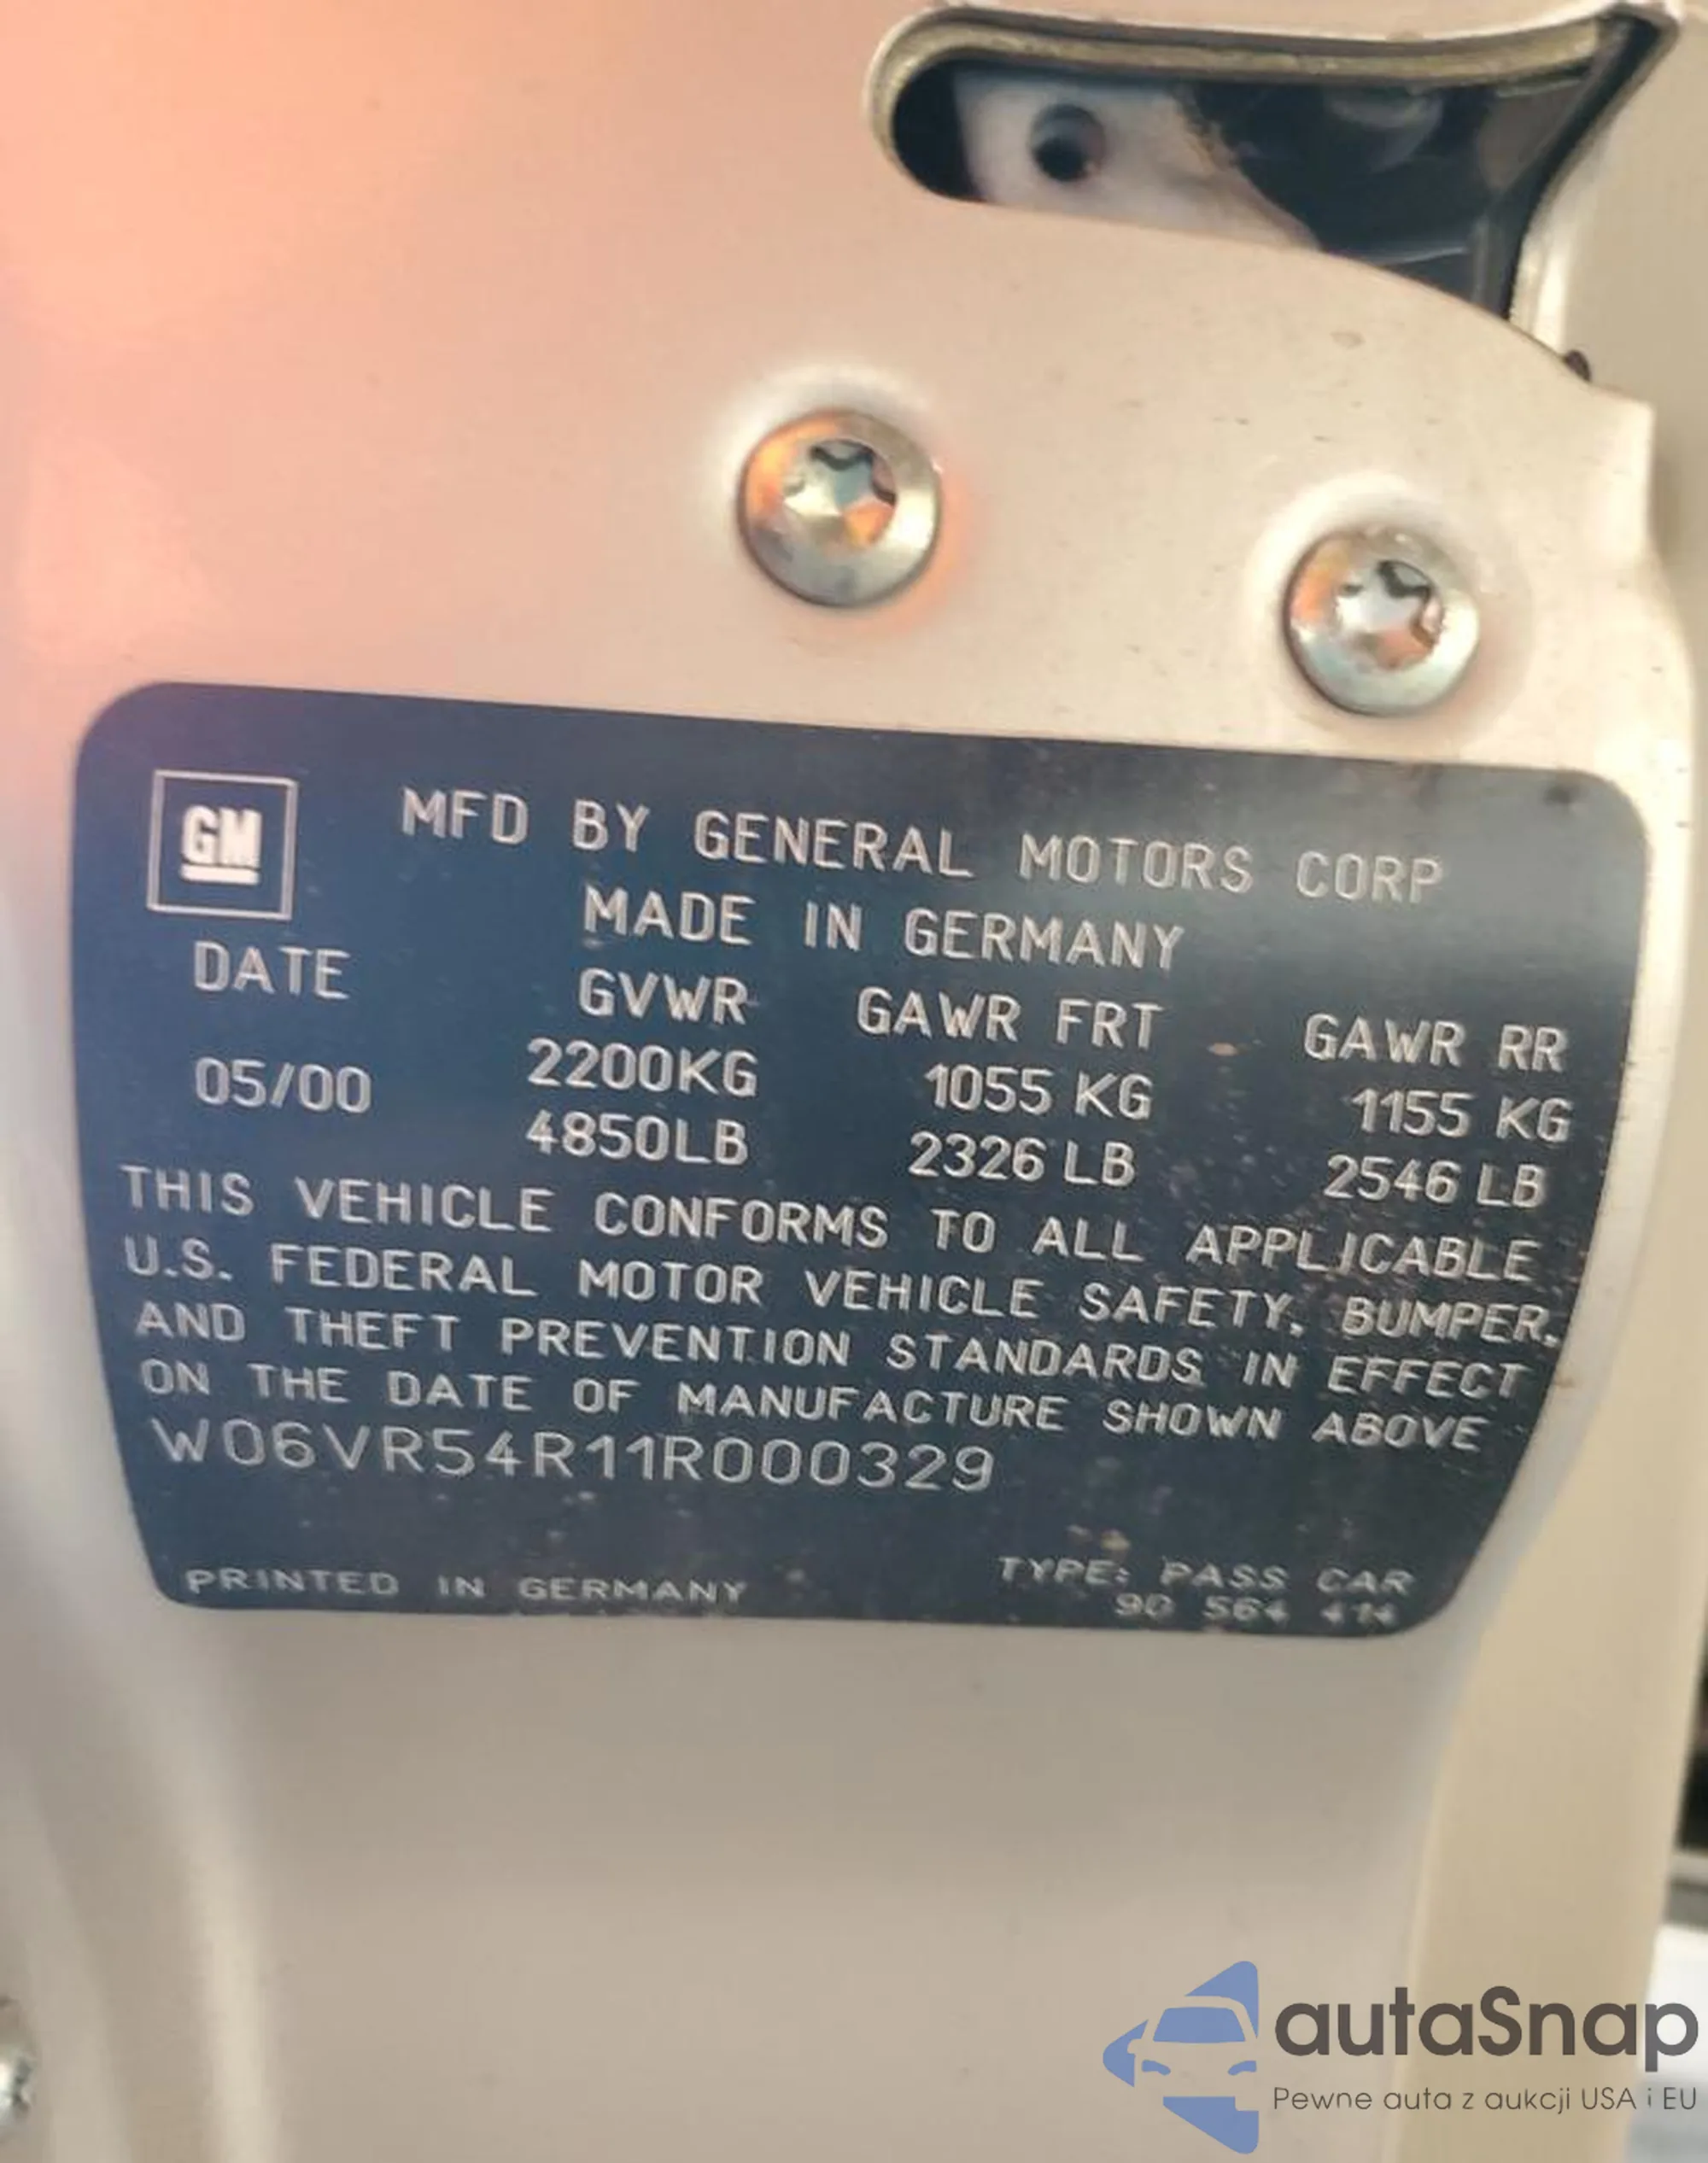 GM
MFD BY GENERAL MOTORS CORP
MADE IN GERMANY
DATE GVWR GAWR FRT GAWR RR
05/00 2200KG 1055 KG 1155 KG
4850LB 2326 LB 2546 LB
THIS VEHICLE CONFORMS TO ALL APPLICABLE
U.S. FEDERAL MOTOR VEHICLE SAFETY, BUMPER,
AND THEFT PREVENTION STANDARDS IN EFFECT
ON THE DATE OF MANUFACTURE SHOWN ABOVE
W06VR54R11R000329
PRINTED IN GERMANY TYPE: PASS CAR
90 564 414
autaSnap
Pewne auta z aukcji USA i EU